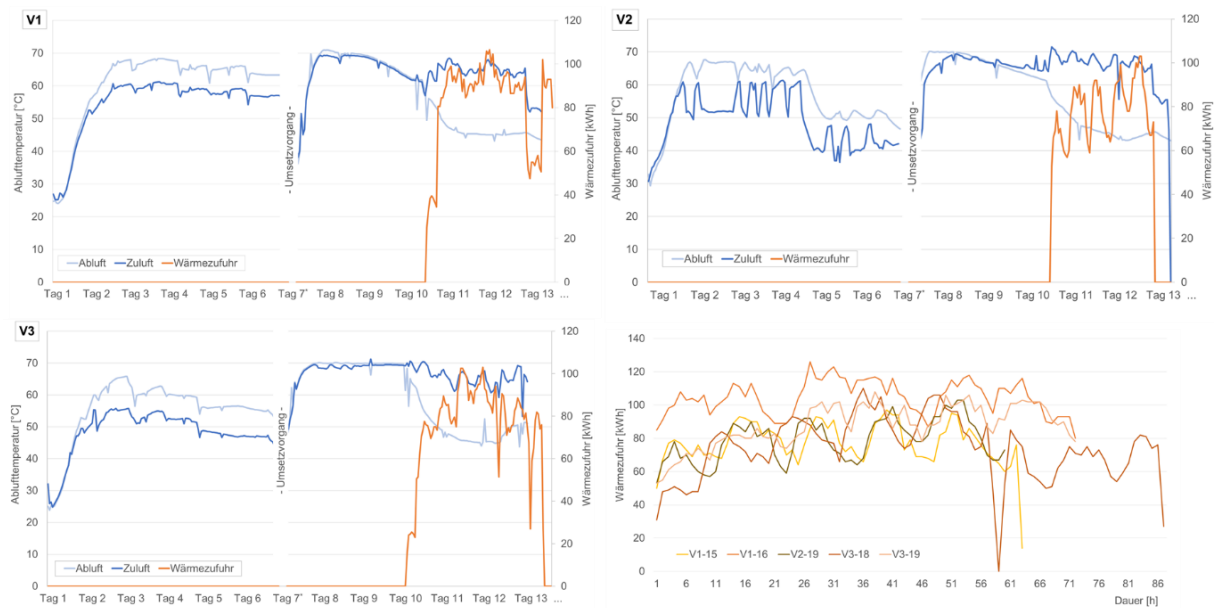 V1
Ablufttemperatur [°C]
80
70
60
50
40
30
20
10
0
- Umsetzvorgang -
120
100
80
60
40
20
0
Wärmezufuhr [kWh]
Abluft Zuluft Wärmezufuhr
Tag 1 Tag 2 Tag 3 Tag 4 Tag 5 Tag 6 Tag 7' Tag 8 Tag 9 Tag 10 Tag 11 Tag 12 Tag 13 ...
V2
Ablufttemperatur [°C]
80
70
60
50
40
30
20
10
0
- Umsetzvorgang -
120
100
80
60
40
20
0
Wärmezufuhr [kWh]
Abluft Zuluft Wärmezufuhr
Tag 1 Tag 2 Tag 3 Tag 4 Tag 5 Tag 6 Tag 7' Tag 8 Tag 9 Tag 10 Tag 11 Tag 12 Tag 13 ...
V3
Ablufttemperatur [°C]
80
70
60
50
40
30
20
10
0
- Umsetzvorgang -
120
100
80
60
40
20
0
Wärmezufuhr [kWh]
Abluft Zuluft Wärmezufuhr
Tag 1 Tag 2 Tag 3 Tag 4 Tag 5 Tag 6 Tag 7' Tag 8 Tag 9 Tag 10 Tag 11 Tag 12 Tag 13 ...
Wärmezufuhr [kWh]
140
120
100
80
60
40
20
0
V1-15 V1-16 V2-19 V3-18 V3-19
1 6 11 16 21 26 31 36 41 46 51 56 61 66 71 76 81 86
Dauer [h]